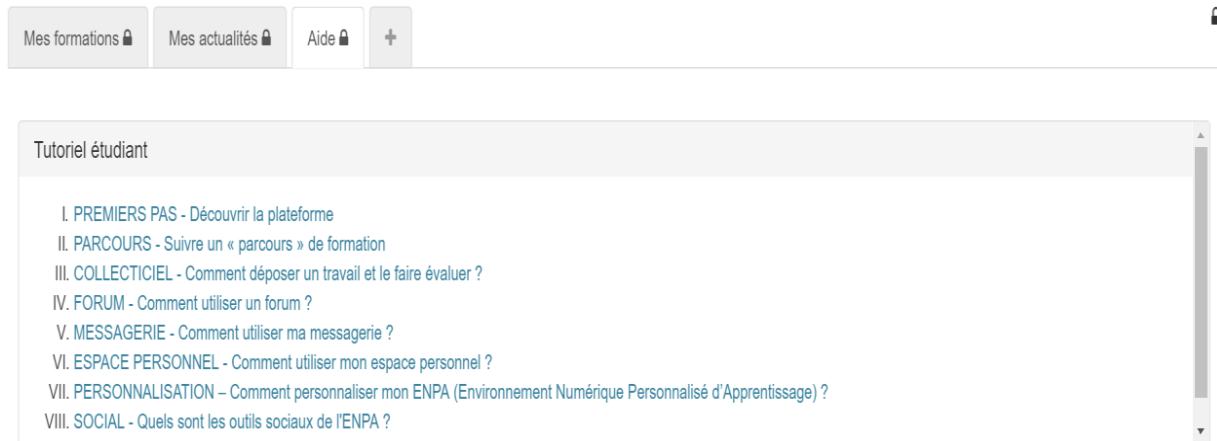 Mes formations Mes actualités Aide +
Tutoriel étudiant
I. PREMIERS PAS - Découvrir la plateforme
II. PARCOURS - Suivre un « parcours » de formation
III. COLLECTICIEL - Comment déposer un travail et le faire évaluer ?
IV. FORUM - Comment utiliser un forum ?
V. MESSAGERIE - Comment utiliser ma messagerie ?
VI. ESPACE PERSONNEL - Comment utiliser mon espace personnel ?
VII. PERSONNALISATION – Comment personnaliser mon ENPA (Environnement Numérique Personnalisé d'Apprentissage) ?
VIII. SOCIAL - Quels sont les outils sociaux de l'ENPA ?